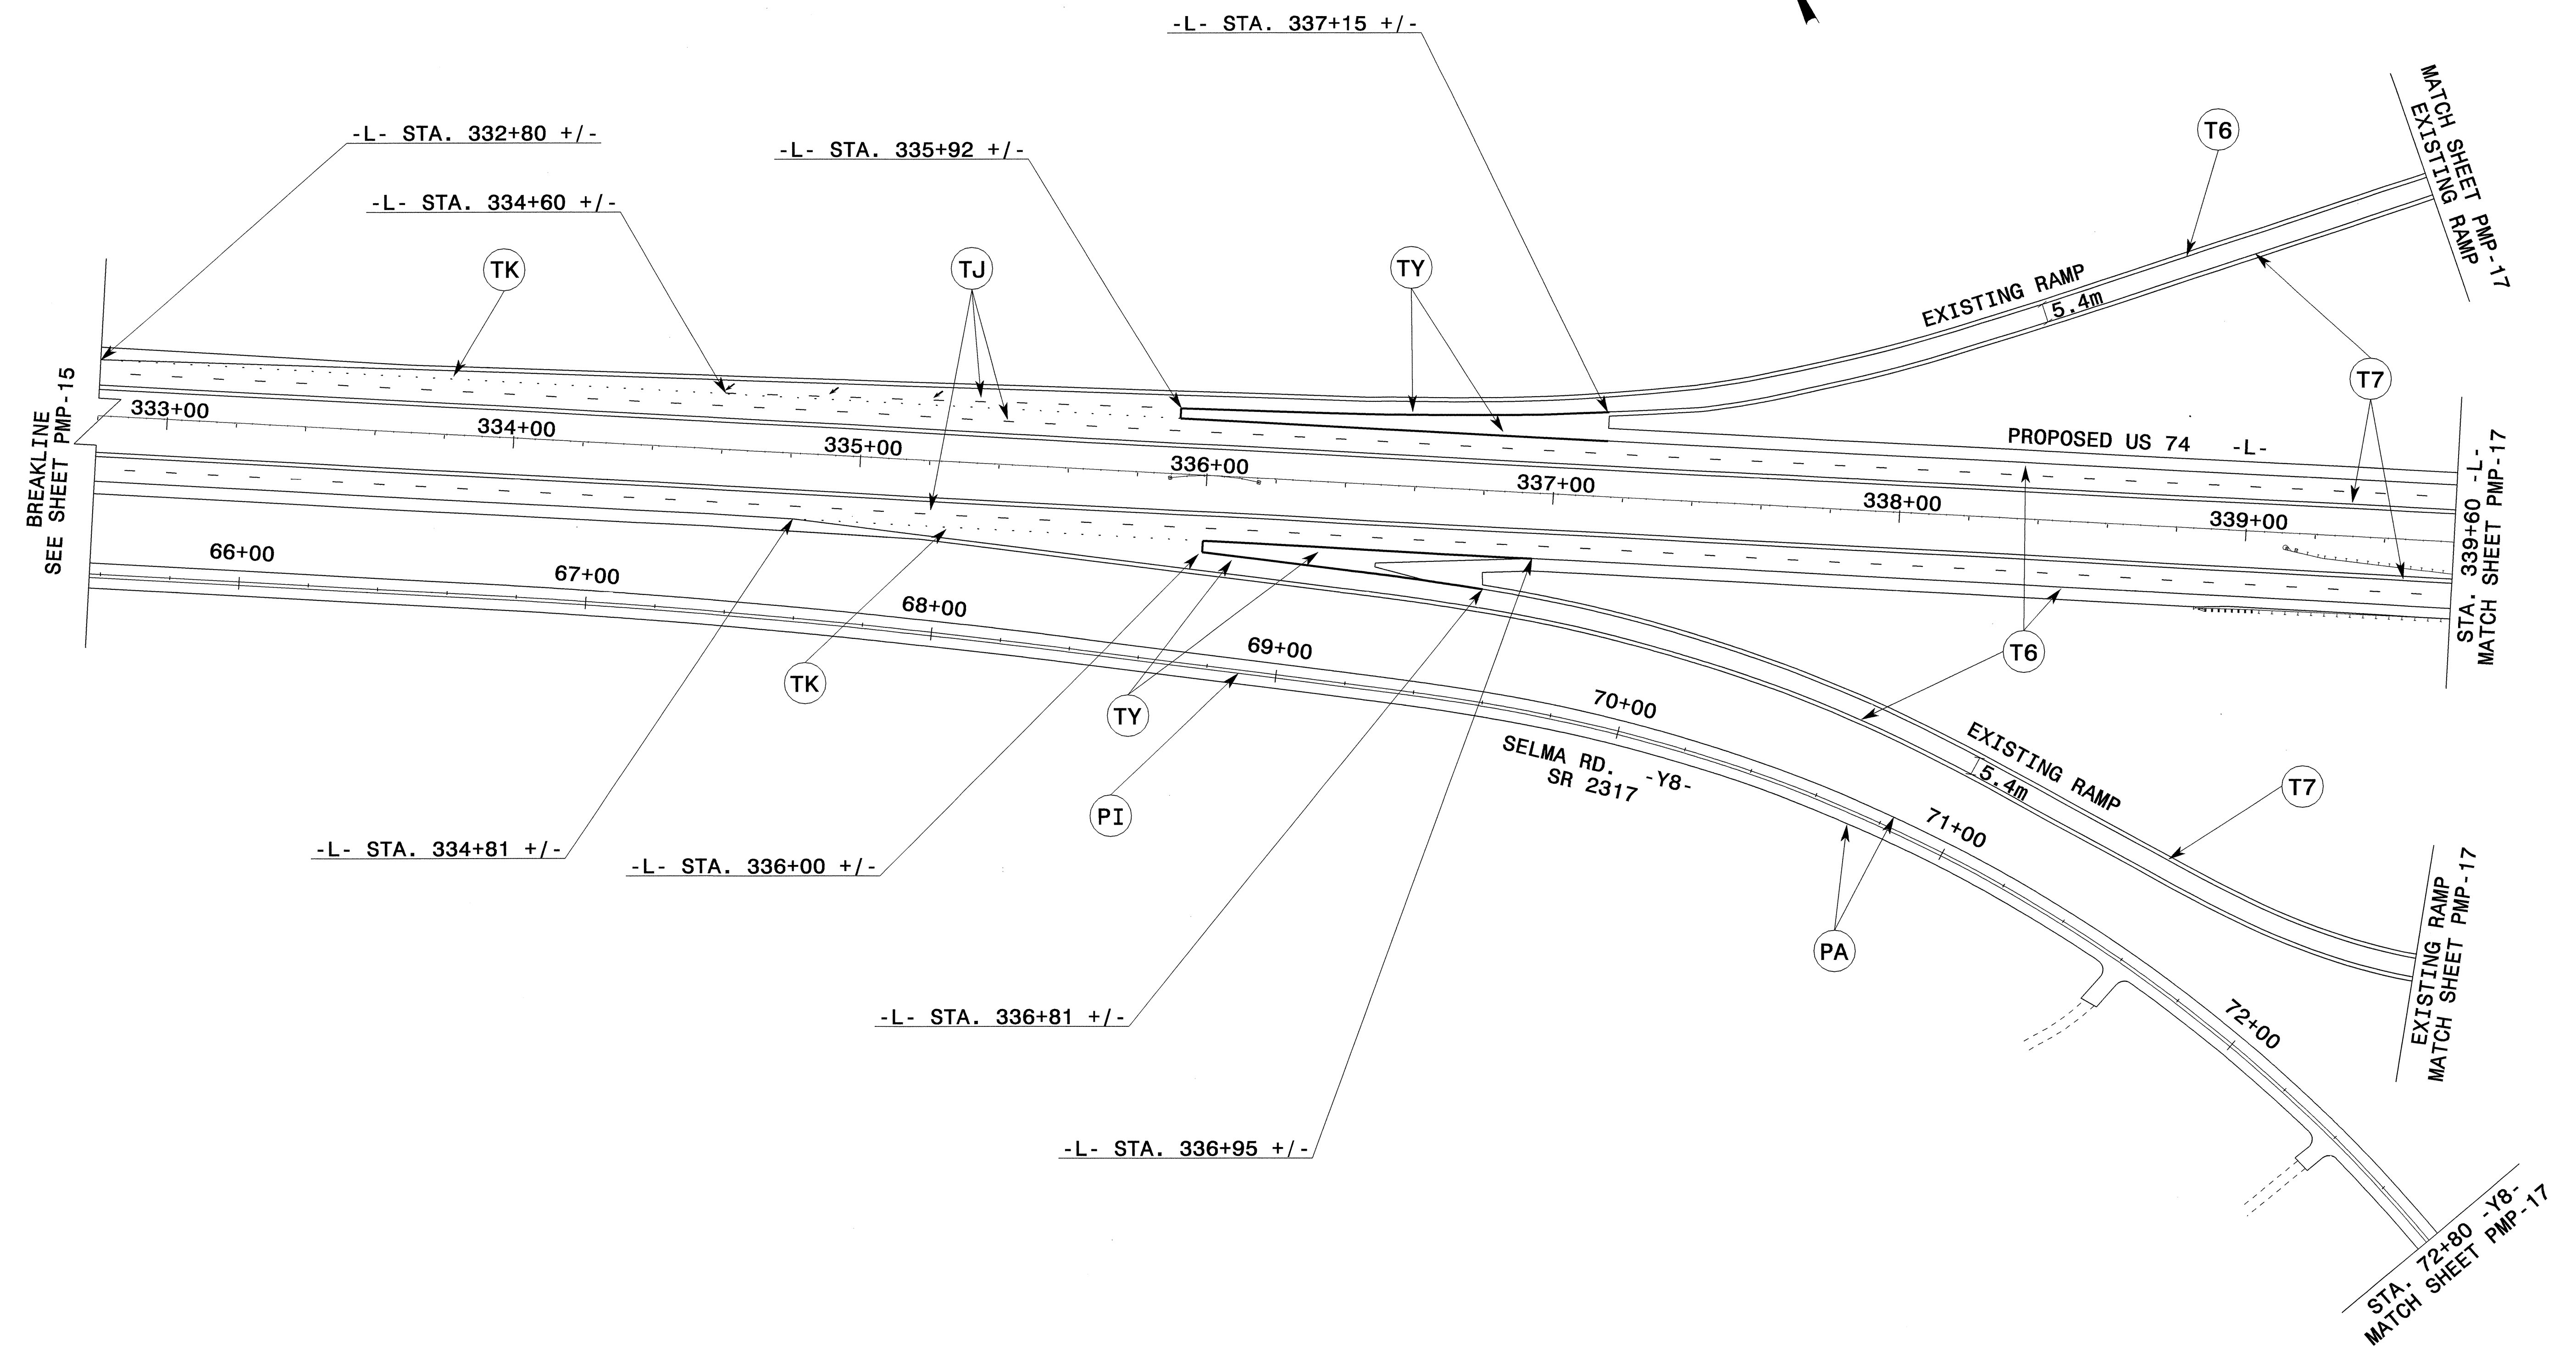 -L- STA. 337+15 +/-
-L- STA. 332+80 +/-
-L- STA. 335+92 +/-
-L- STA. 334+60 +/-
T6
MATCH SHEET PMP-17
EXISTING RAMP
TK
TJ
TY
EXISTING RAMP
5.4m
T7
BREAKLINE
SEE SHEET PMP-15
333+00
334+00
335+00
336+00
337+00
338+00
339+00
PROPOSED US 74 -L-
STA. 339+60 -L-
MATCH SHEET PMP-17
66+00
67+00
68+00
69+00
70+00
71+00
72+00
TK
TY
PI
T6
SELMA RD. -Y8-
SR 2317
EXISTING RAMP
5.4m
T7
PA
-L- STA. 334+81 +/-
-L- STA. 336+00 +/-
-L- STA. 336+81 +/-
-L- STA. 336+95 +/-
EXISTING RAMP
MATCH SHEET PMP-17
STA. 72+80 -Y8-
MATCH SHEET PMP-17